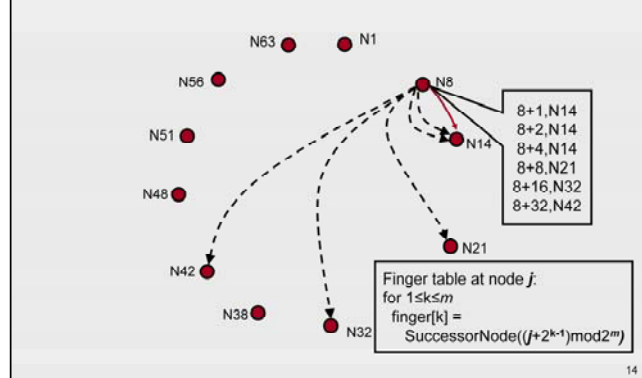 N63
N1
N56
N8
N51
N14
8+1,N14
8+2,N14
8+4,N14
8+8,N21
8+16,N32
8+32,N42
N48
N21
N42
N38
N32
Finger table at node j:
for 1≤k≤m
finger[k] =
SuccessorNode((j+2^k-1)mod2^m)
14